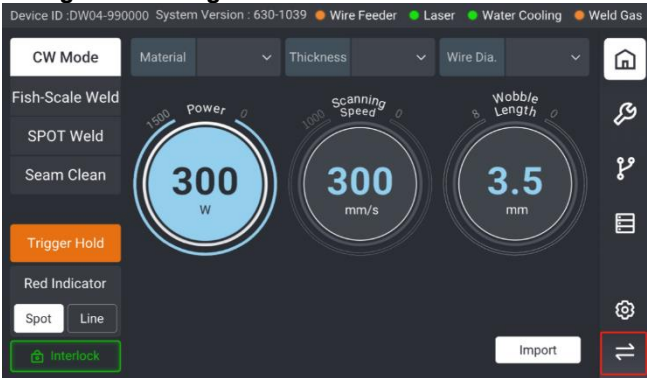 Device ID :DW04-990000 System Version : 630-1039 Wire Feeder Laser Water Cooling Weld Gas
CW Mode
Material
Thickness
Wire Dia.
Fish-Scale Weld
SPOT Weld
Seam Clean
1500 Power 0
300
W
1000 Scanning Speed 0
300
mm/s
8 Wobble Length 0
3.5
mm
Trigger Hold
Red Indicator
Spot Line
Interlock
Import